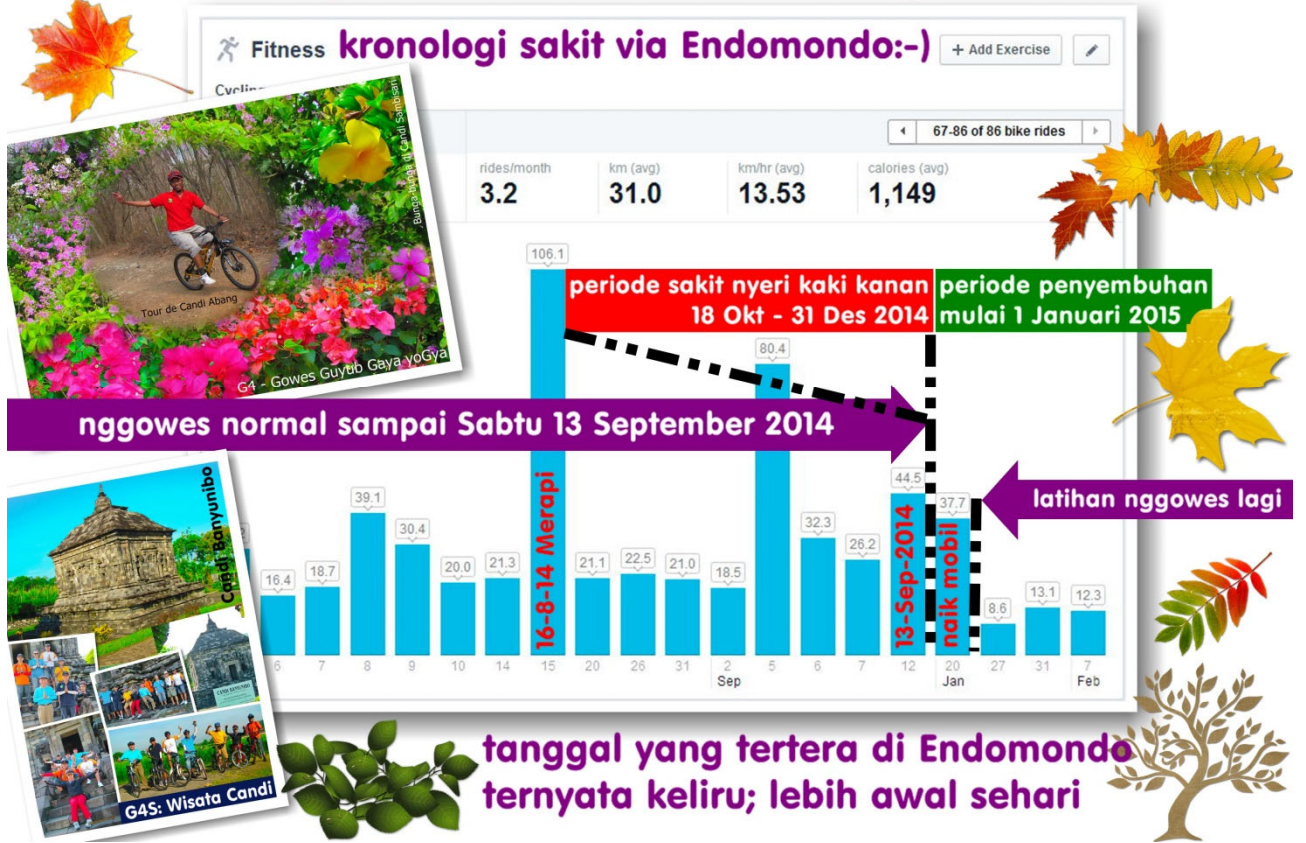 Fitness
kronologi sakit via Endomondo:-)
+ Add Exercise
67-86 of 86 bike rides
rides/month
km (avg)
km/hr (avg)
calories (avg)
3.2
31.0
13.53
1,149
Bunga-bunga di Candi Sambisari
Tour de Candi Abang
G4 - Gowes Guyub Gaya yoGya
106.1
periode sakit nyeri kaki kanan
18 Okt - 31 Des 2014
periode penyembuhan
mulai 1 Januari 2015
80.4
nggowes normal sampai Sabtu 13 September 2014
latihan nggowes lagi
16.4
18.7
39.1
30.4
20.0
21.3
21.1
22.5
21.0
18.5
32.3
26.2
44.5
37.7
8.6
13.1
12.3
16-8-14 Merapi
13-Sep-2014
naik mobil
6
7
8
9
10
14
15
20
26
31
2
5
6
7
12
20
27
31
7
Sep
Jan
Feb
Candi Banyunibo
CANDI BANYUNIBO
G4S: Wisata Candi
tanggal yang tertera di Endomondo
ternyata keliru; lebih awal sehari